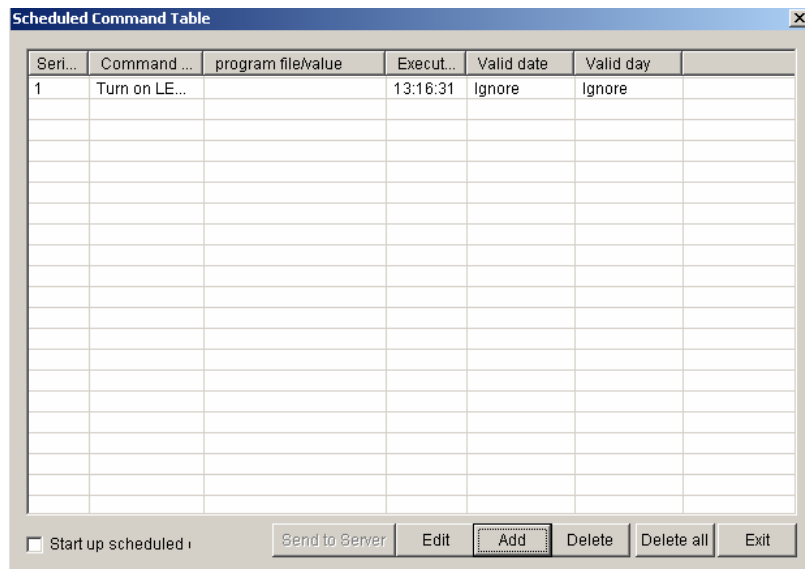 Scheduled Command Table
Seri... Command ... program file/value Execut... Valid date Valid day
1 Turn on LE... 13:16:31 Ignore Ignore
Start up scheduled Send to Server Edit Add Delete Delete all Exit